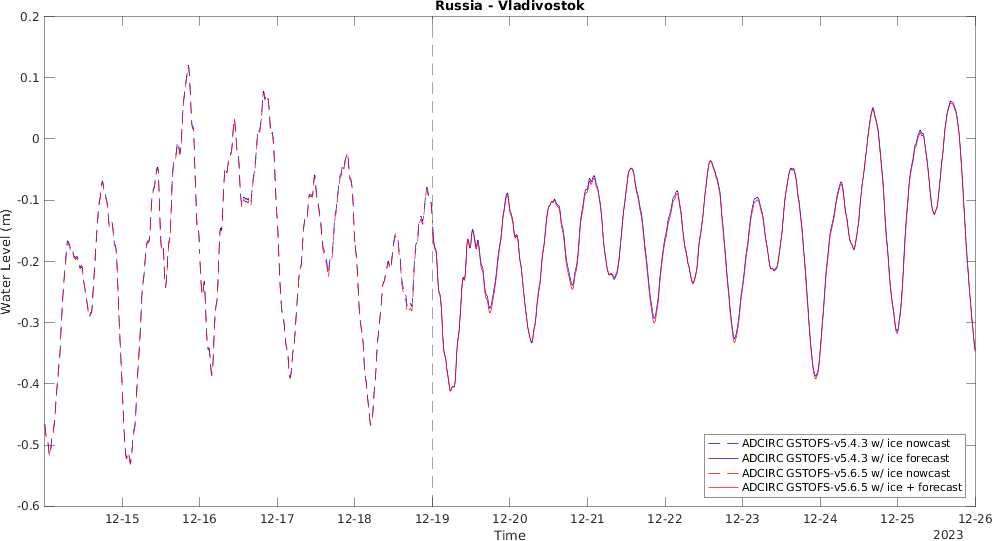 Russia - Vladivostok
0.2
0.1
0
-0.1
-0.2
-0.3
-0.4
-0.5
-0.6
Water Level (m)
ADCIRC GSTOFS-v5.4.3 w/ ice nowcast
ADCIRC GSTOFS-v5.4.3 w/ ice forecast
ADCIRC GSTOFS-v5.6.5 w/ ice nowcast
ADCIRC GSTOFS-v5.6.5 w/ ice + forecast
12-15 12-16 12-17 12-18 12-19 12-20 12-21 12-22 12-23 12-24 12-25 12-26
Time
2023